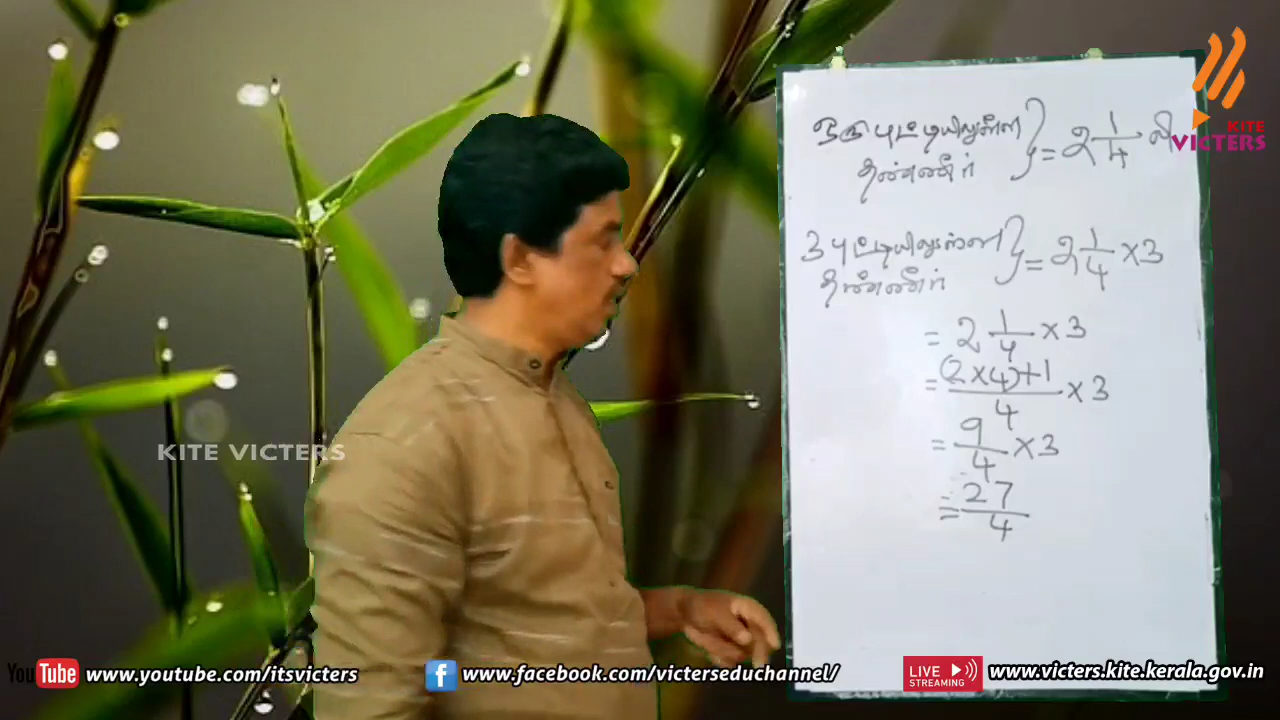 ஒரு புட்டியிலுள்ள
தண்ணீர் } = 2 1/4 லி
3 புட்டியிலுள்ள
தண்ணீர் } = 2 1/4 × 3
= 2 1/4 × 3
= (2×4)+1/4 × 3
= 9/4 × 3
= 27/4
KITE
VICTERS
KITE VICTERS
YouTube www.youtube.com/itsvicters
f www.facebook.com/victerseduchannel/
LIVE STREAMING www.victers.kite.kerala.gov.in